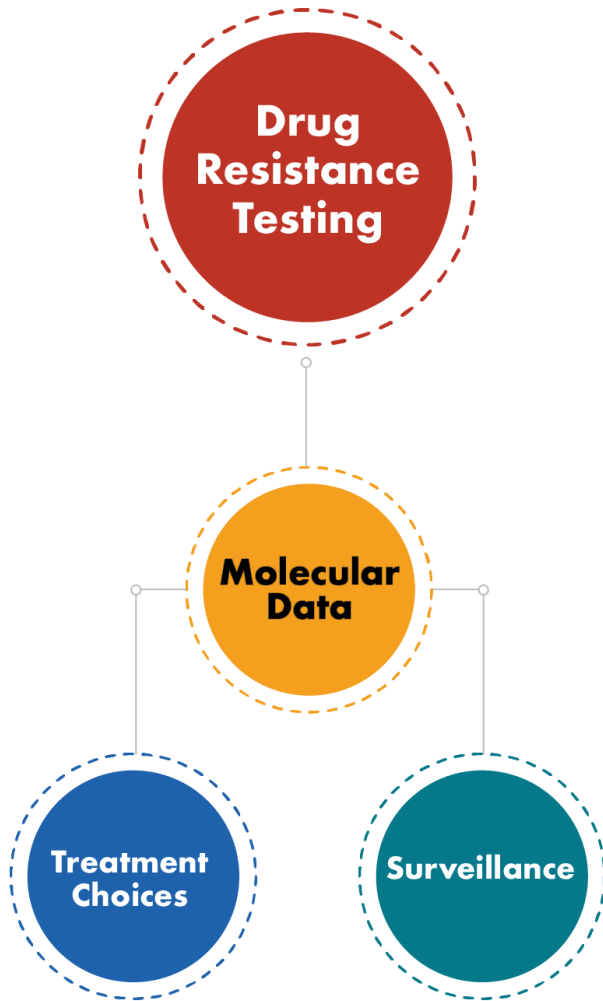 Drug
Resistance
Testing
Molecular
Data
Treatment
Choices
Surveillance